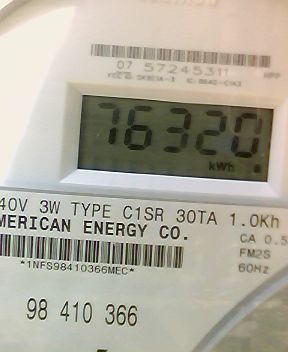 07 57245311
76320
kWh
40V 3W TYPE C1SR 30TA 1.0Kh
MERICAN ENERGY CO.
CA 0.5
*1NFS98410366MEC*
FM2S
60Hz
98 410 366